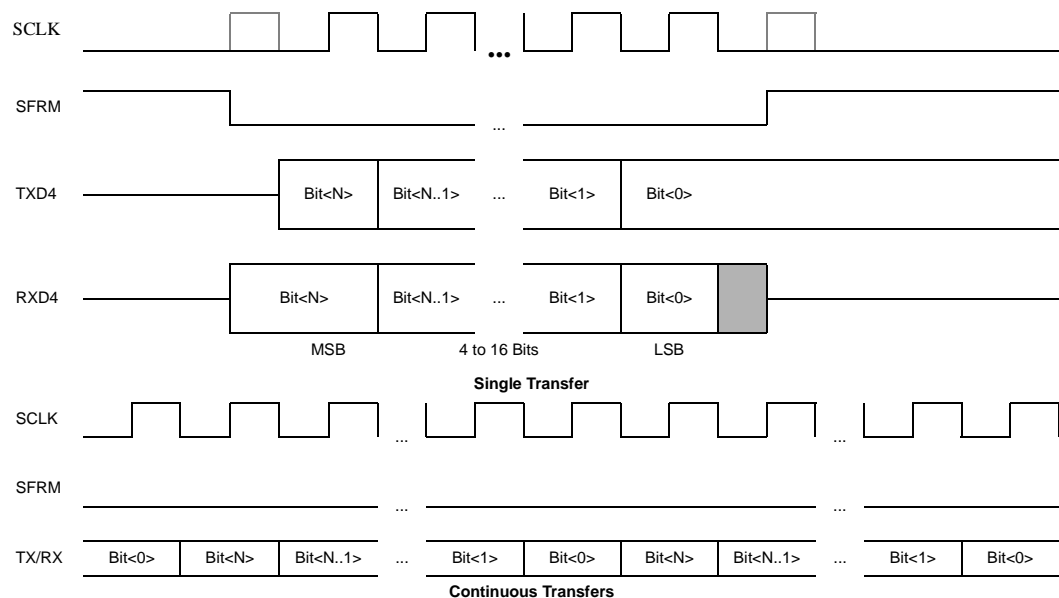 SCLK
...
SFRM
...
TXD4 Bit<N> Bit<N..1> ... Bit<1> Bit<0>
RXD4 Bit<N> Bit<N..1> ... Bit<1> Bit<0>
MSB 4 to 16 Bits LSB
Single Transfer
SCLK
... ...
SFRM
... ...
TX/RX Bit<0> Bit<N> Bit<N..1> ... Bit<1> Bit<0> Bit<N> Bit<N..1> ... Bit<1> Bit<0>
Continuous Transfers